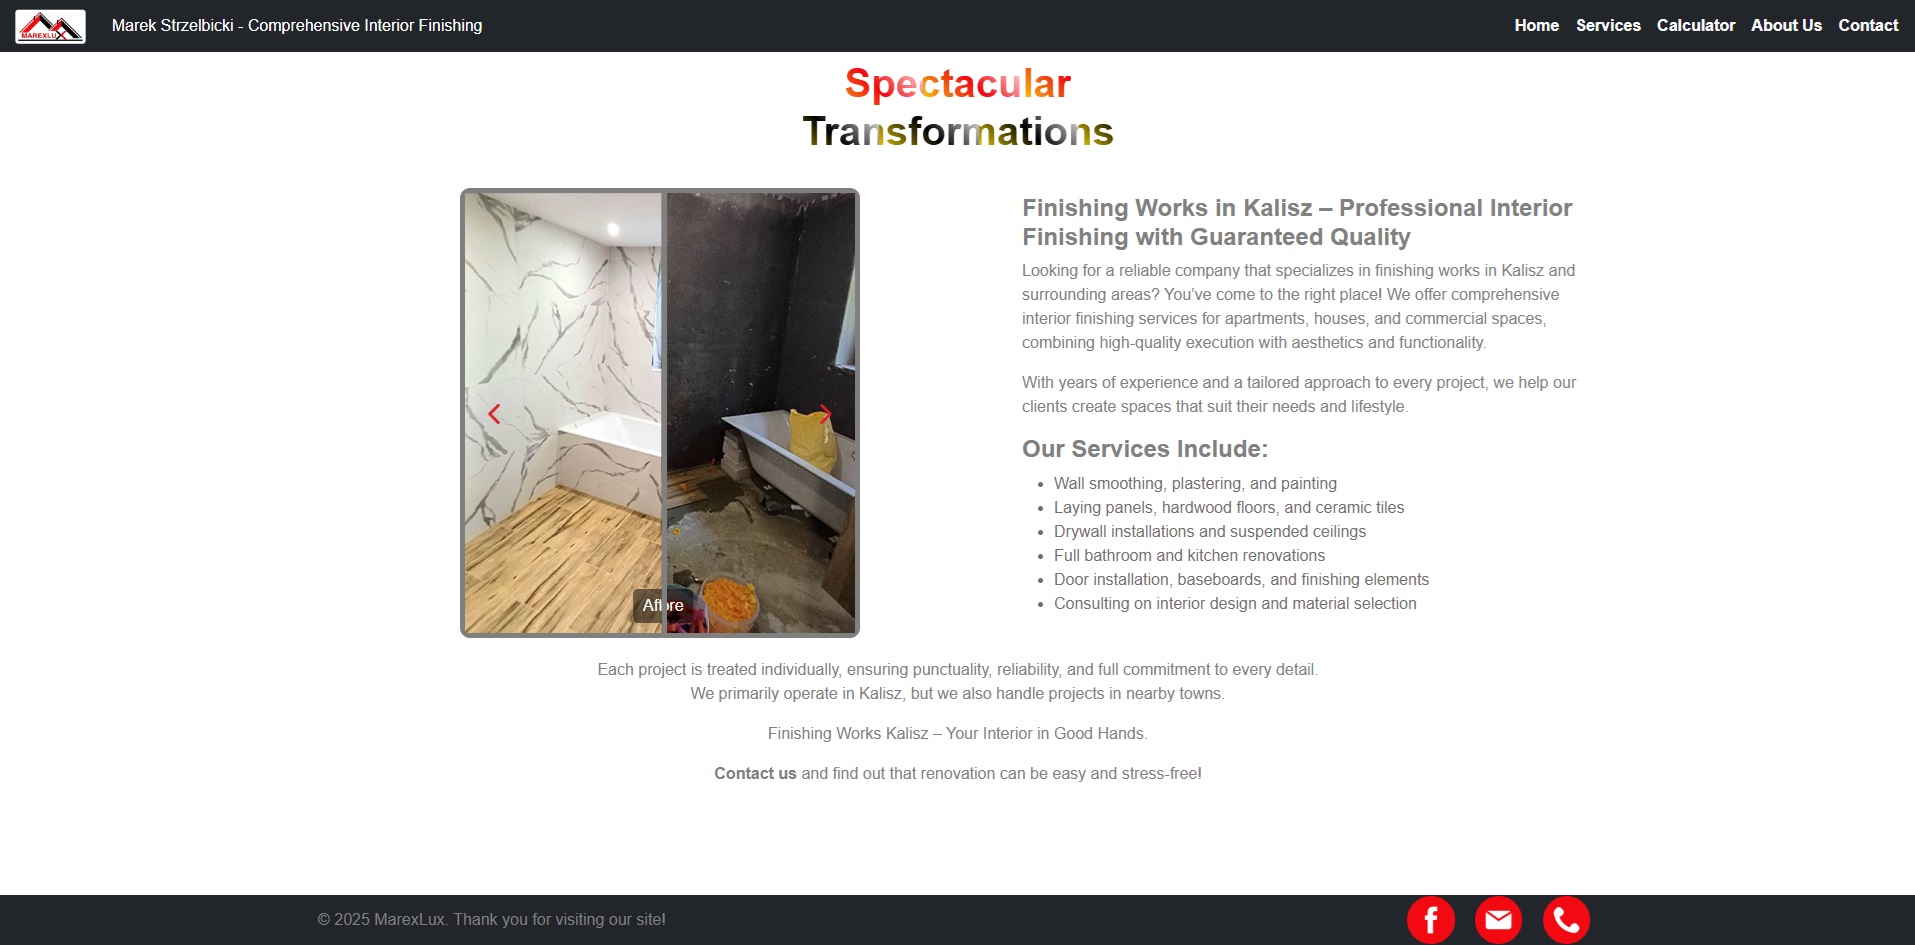 MAREXLUX
Marek Strzelbicki - Comprehensive Interior Finishing
Home
Services
Calculator
About Us
Contact
Spectacular
Transformations
Finishing Works in Kalisz – Professional Interior
Finishing with Guaranteed Quality
Looking for a reliable company that specializes in finishing works in Kalisz and
surrounding areas? You’ve come to the right place! We offer comprehensive
interior finishing services for apartments, houses, and commercial spaces,
combining high-quality execution with aesthetics and functionality.
With years of experience and a tailored approach to every project, we help our
clients create spaces that suit their needs and lifestyle.
Our Services Include:
• Wall smoothing, plastering, and painting
• Laying panels, hardwood floors, and ceramic tiles
• Drywall installations and suspended ceilings
• Full bathroom and kitchen renovations
• Door installation, baseboards, and finishing elements
• Consulting on interior design and material selection
Afore
Each project is treated individually, ensuring punctuality, reliability, and full commitment to every detail.
We primarily operate in Kalisz, but we also handle projects in nearby towns.
Finishing Works Kalisz – Your Interior in Good Hands.
Contact us and find out that renovation can be easy and stress-free!
© 2025 MarexLux. Thank you for visiting our site!